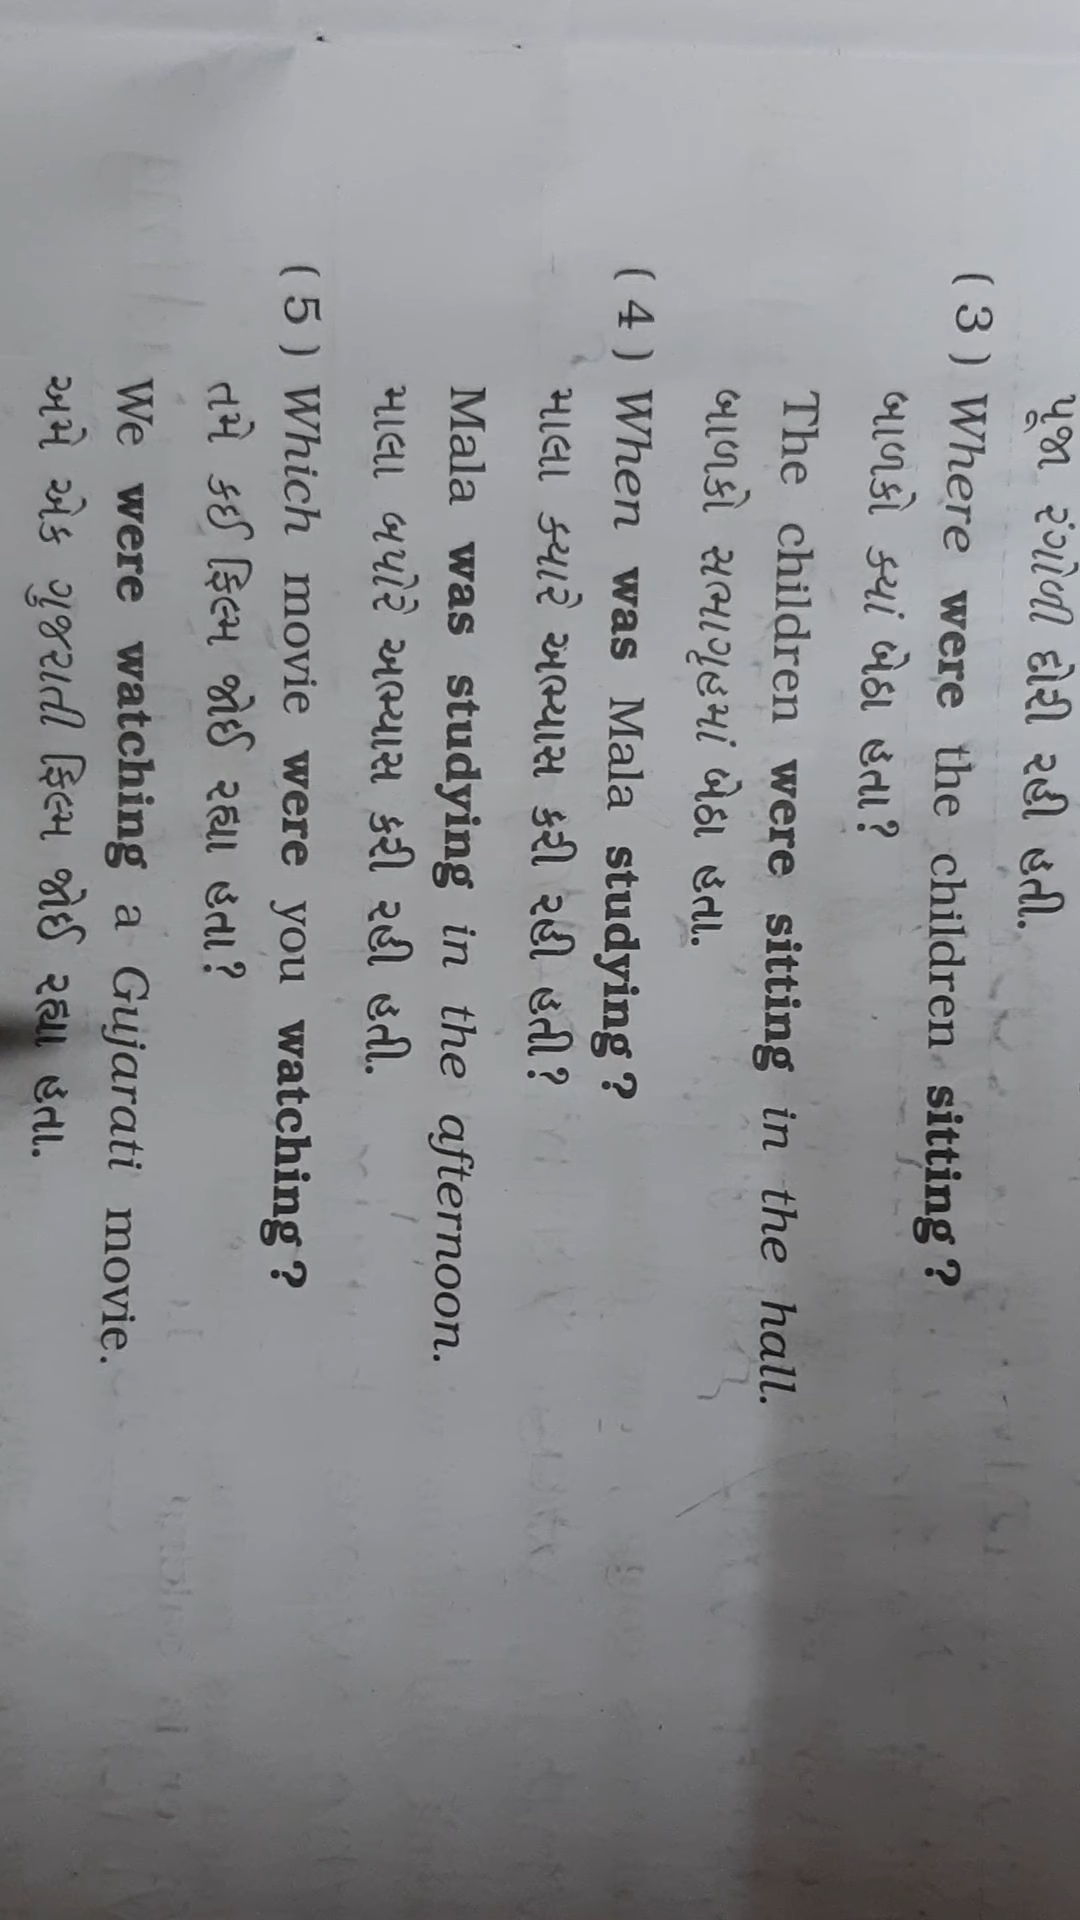 પૂજા રંગોળી દોરી રહી હતી.
( 3 ) Where were the children sitting ?
બાળકો ક્યાં બેઠા હતા?
The children were sitting in the hall.
બાળકો સભાગૃહમાં બેઠા હતા.
( 4 ) When was Mala studying ?
માલા ક્યારે અભ્યાસ કરી રહી હતી ?
Mala was studying in the afternoon.
માલા બપોરે અભ્યાસ કરી રહી હતી.
( 5 ) Which movie were you watching ?
તમે કઈ ફિલ્મ જોઈ રહ્યા હતા?
We were watching a Gujarati movie.
અમે એક ગુજરાતી ફિલ્મ જોઈ રહ્યા હતા.